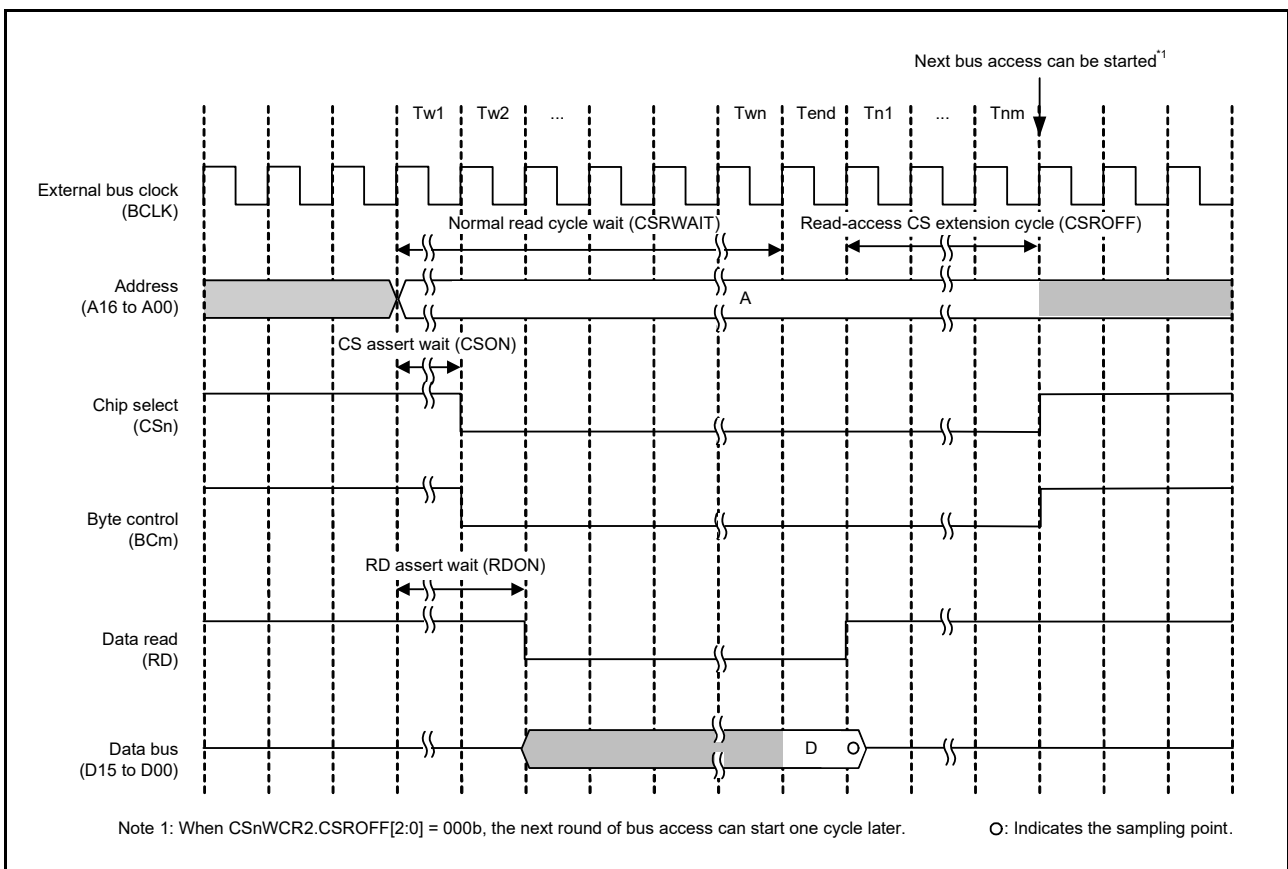 Next bus access can be started*1
Tw1 Tw2 ... Twn Tend Tn1 ... Tnm
External bus clock
(BCLK)
Normal read cycle wait (CSRWAIT) Read-access CS extension cycle (CSROFF)
Address
(A16 to A00)
A
CS assert wait (CSON)
Chip select
(CSn)
Byte control
(BCm)
RD assert wait (RDON)
Data read
(RD)
Data bus
(D15 to D00)
D
Note 1: When CSnWCR2.CSROFF[2:0] = 000b, the next round of bus access can start one cycle later. O: Indicates the sampling point.